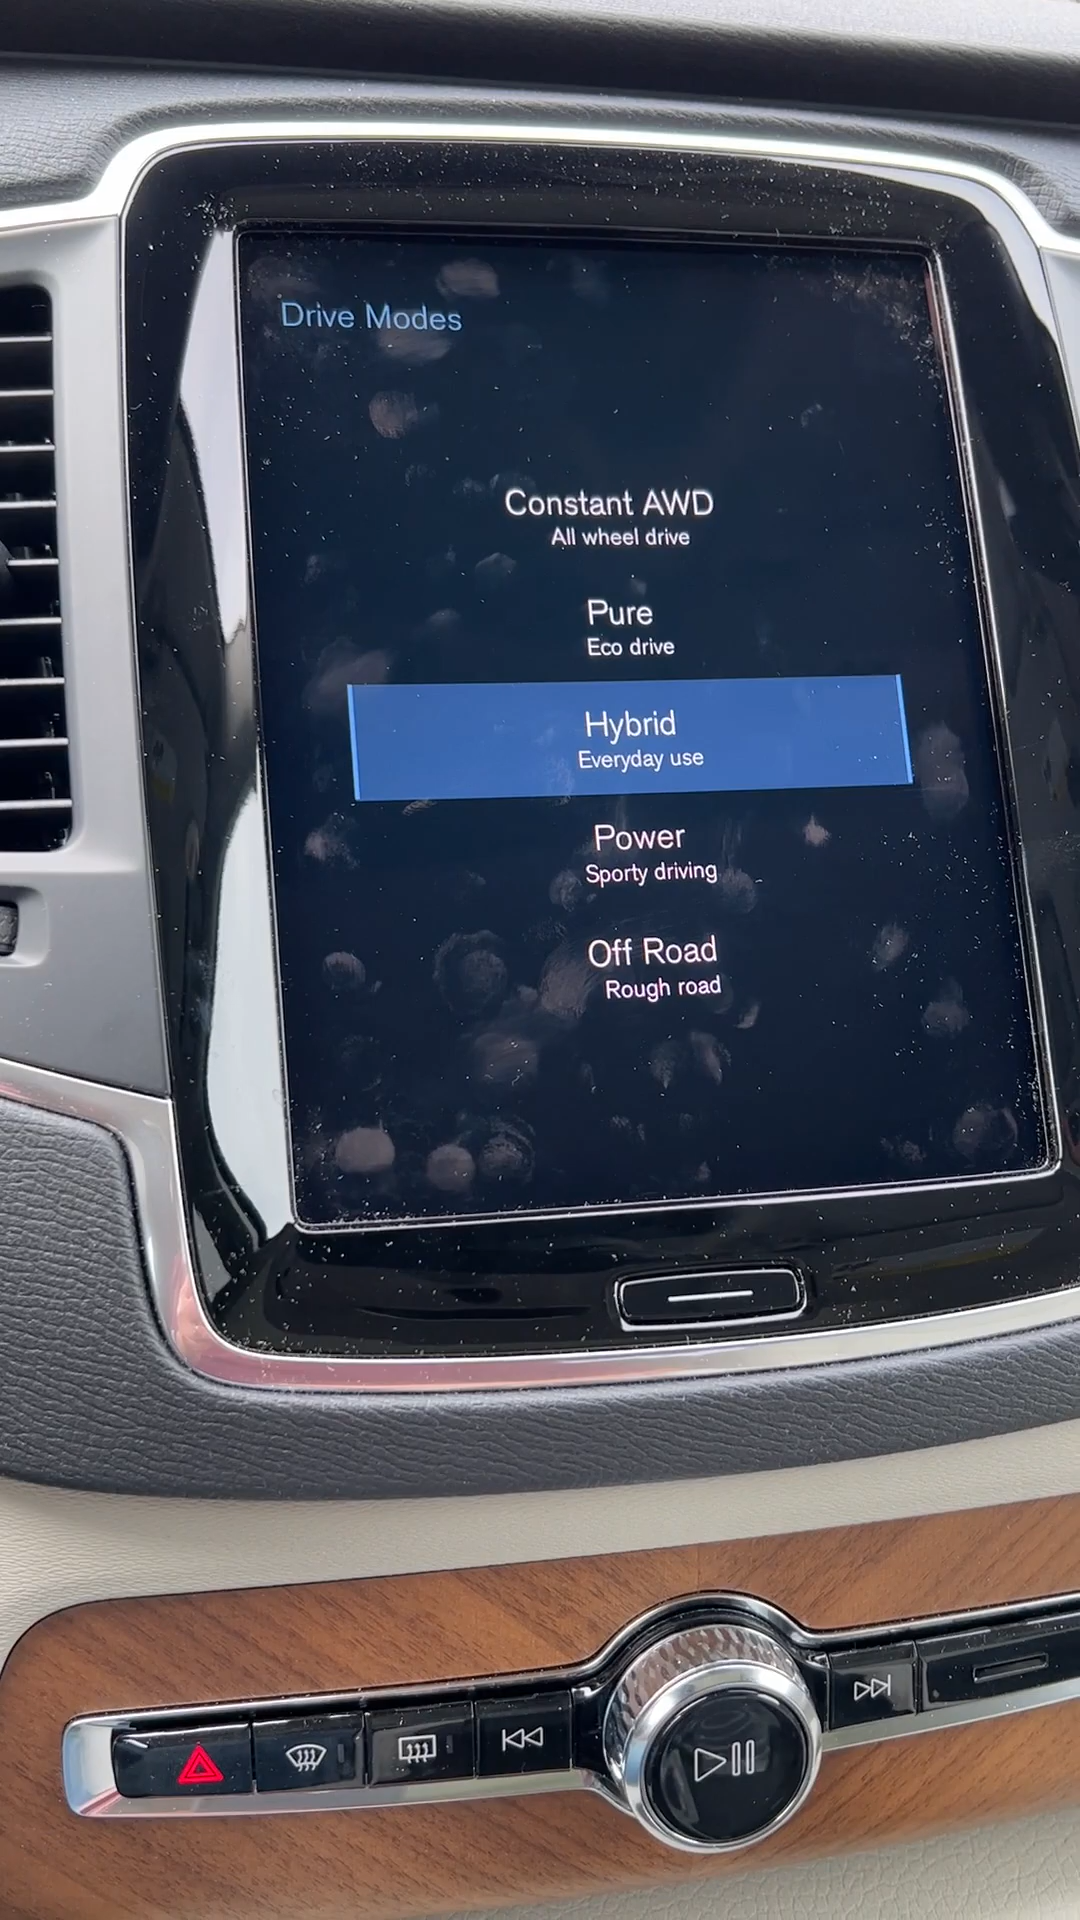 Drive Modes
Constant AWD
All wheel drive
Pure
Eco drive
Hybrid
Everyday use
Power
Sporty driving
Off Road
Rough road